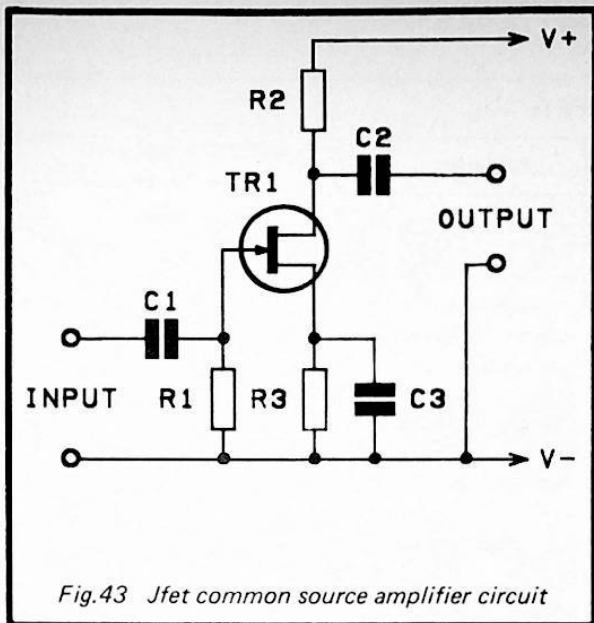 V+
R2
C2
TR1
OUTPUT
C1
INPUT
R1
R3
C3
V-
Fig.43 Jfet common source amplifier circuit